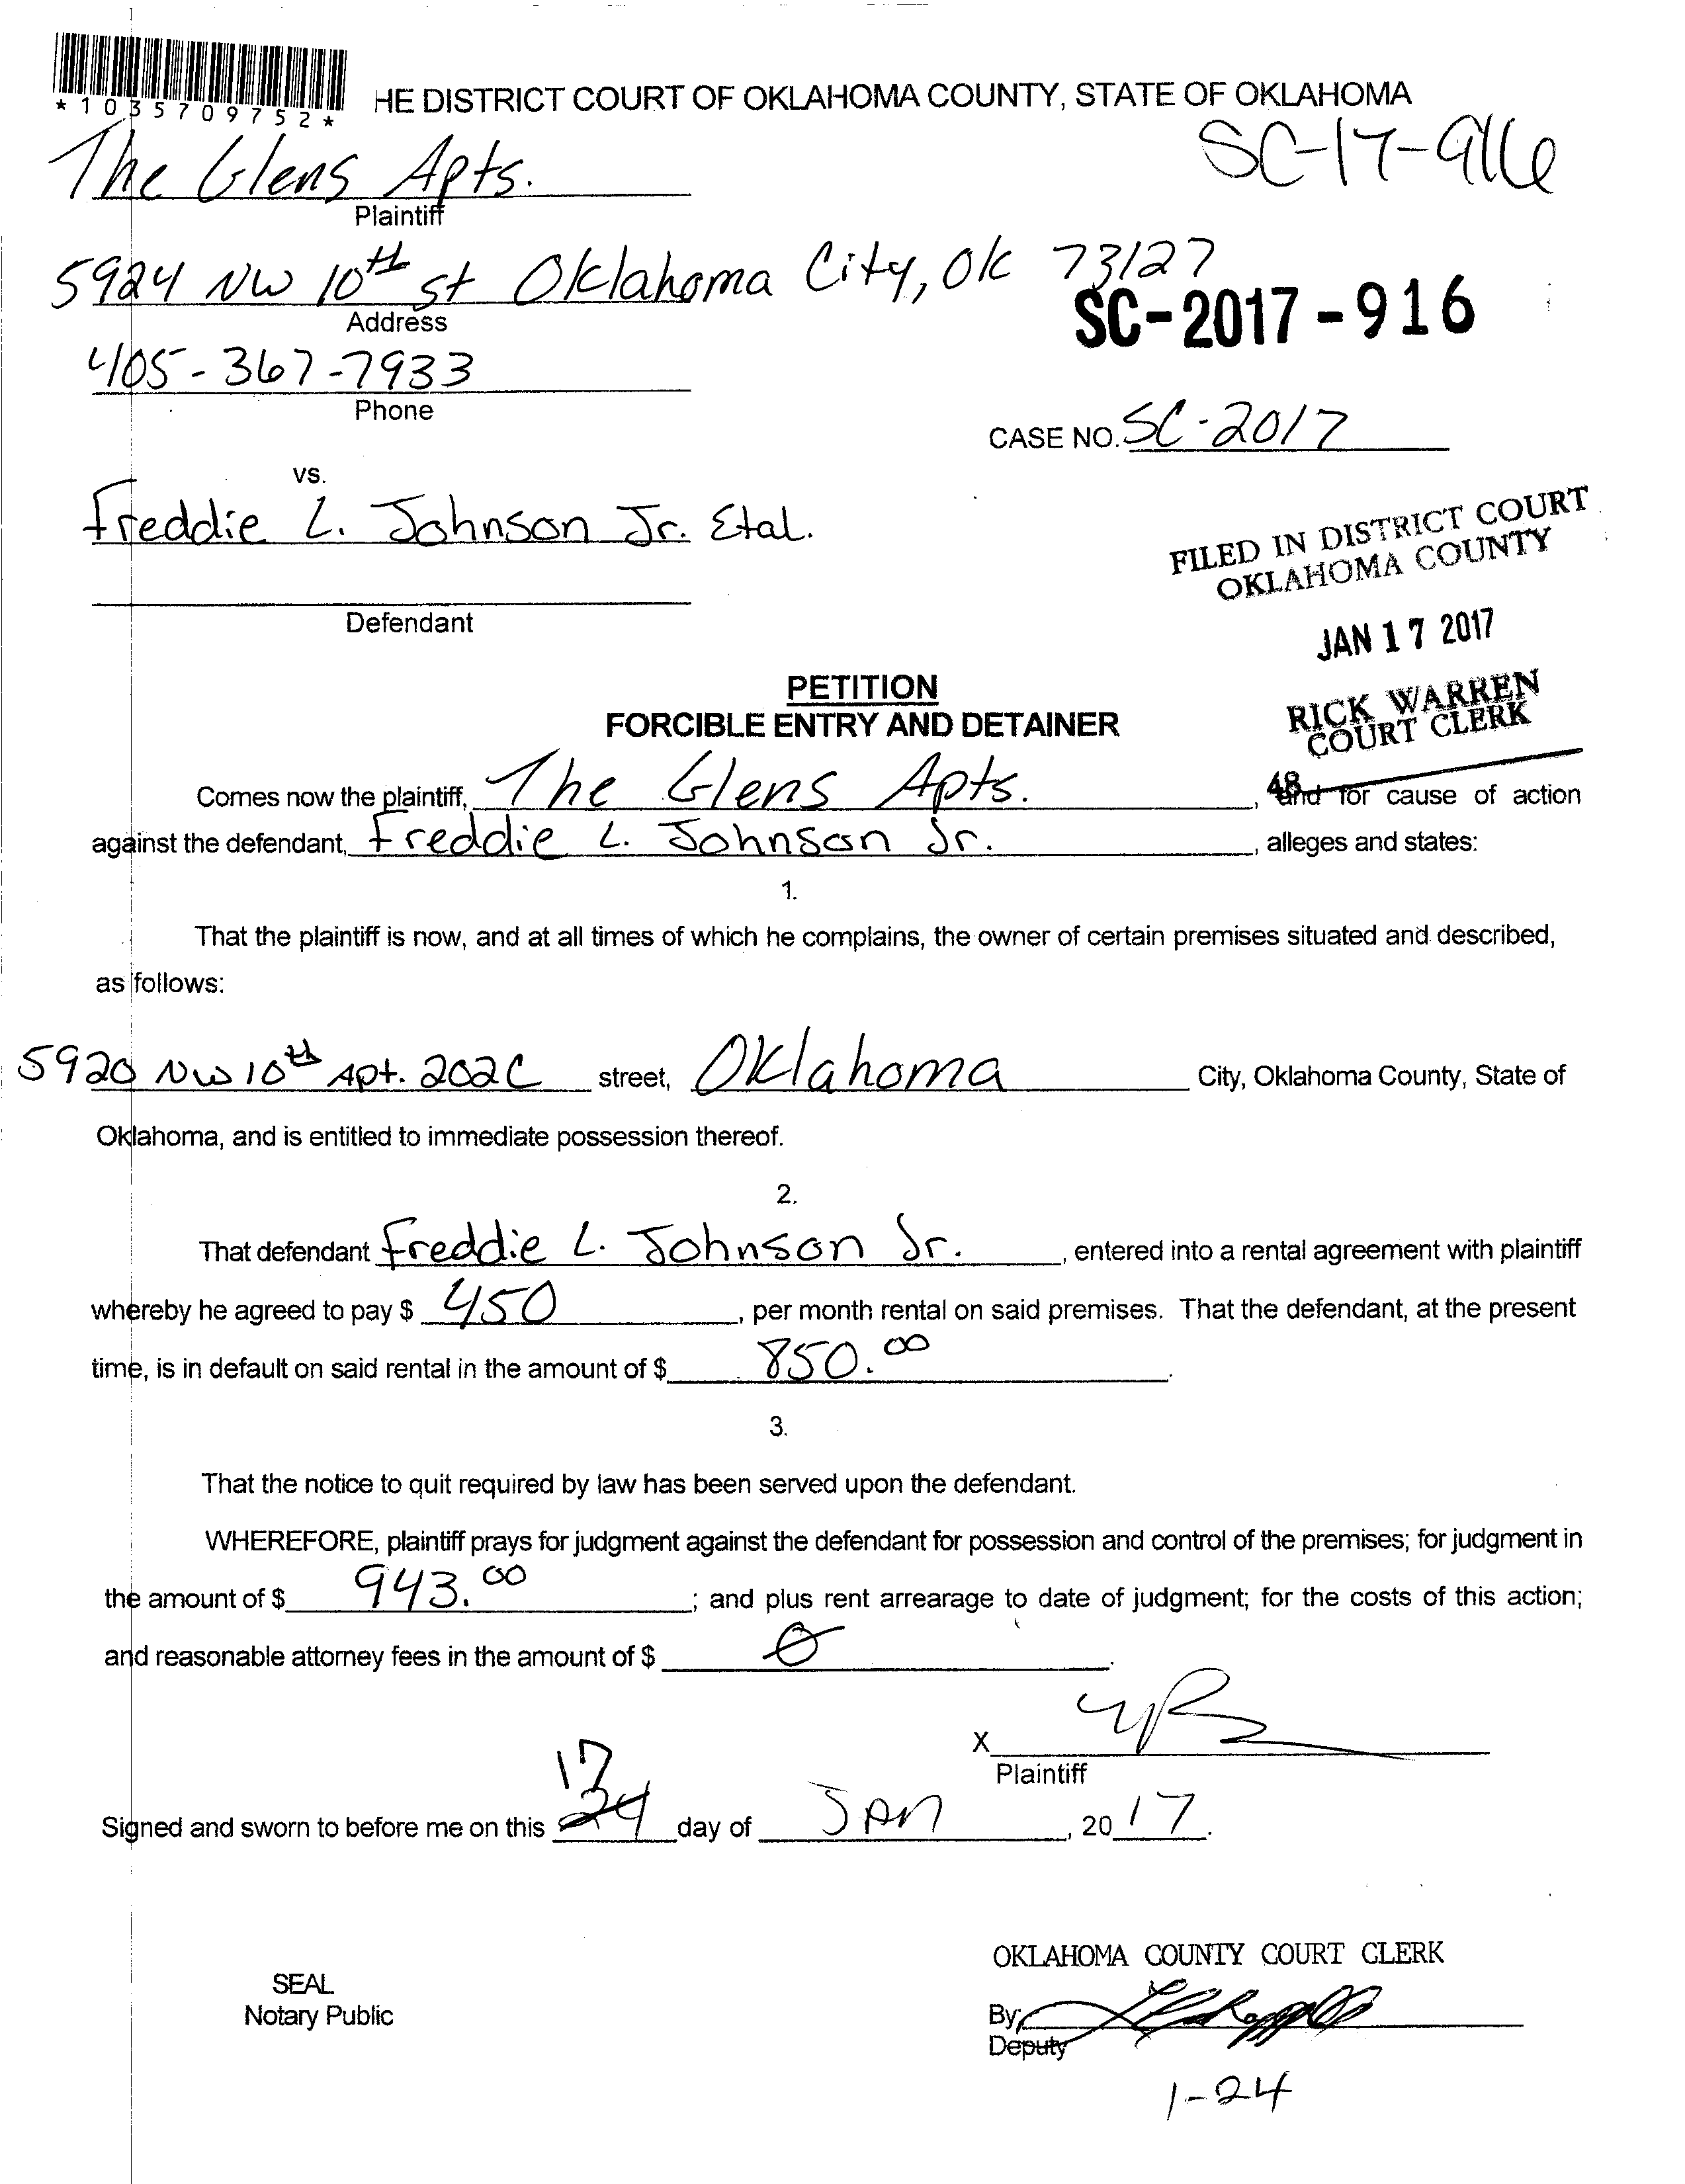 *1035709752*
HE DISTRICT COURT OF OKLAHOMA COUNTY, STATE OF OKLAHOMA
SC-17-916
The Glens Apts.
Plaintiff
5924 NW 10th st Oklahoma City, OK 73127
Address
SC-2017-916
405-367-7933
Phone
CASE NO. SC-2017
vs.
Freddie L. Johnson Jr. Etal.
Defendant
FILED IN DISTRICT COURT
OKLAHOMA COUNTY
JAN 17 2017
RICK WARREN
COURT CLERK
48
PETITION
FORCIBLE ENTRY AND DETAINER
Comes now the plaintiff, The Glens Apts. , and for cause of action
against the defendant, Freddie L. Johnson Jr. , alleges and states:
1.
That the plaintiff is now, and at all times of which he complains, the owner of certain premises situated and described,
as follows:
5920 NW 10th Apt. 202C street, Oklahoma City, Oklahoma County, State of
Oklahoma, and is entitled to immediate possession thereof.
2.
That defendant Freddie L. Johnson Jr. , entered into a rental agreement with plaintiff
whereby he agreed to pay $ 450 , per month rental on said premises. That the defendant, at the present
time, is in default on said rental in the amount of $ 850.00 .
3.
That the notice to quit required by law has been served upon the defendant.
WHEREFORE, plaintiff prays for judgment against the defendant for possession and control of the premises; for judgment in
the amount of $ 943.00 ; and plus rent arrearage to date of judgment; for the costs of this action;
and reasonable attorney fees in the amount of $ 0 .
X
Plaintiff
17
Signed and sworn to before me on this 24 day of JAN , 20 17.
OKLAHOMA COUNTY COURT CLERK
SEAL
Notary Public
By:
Deputy
1-24